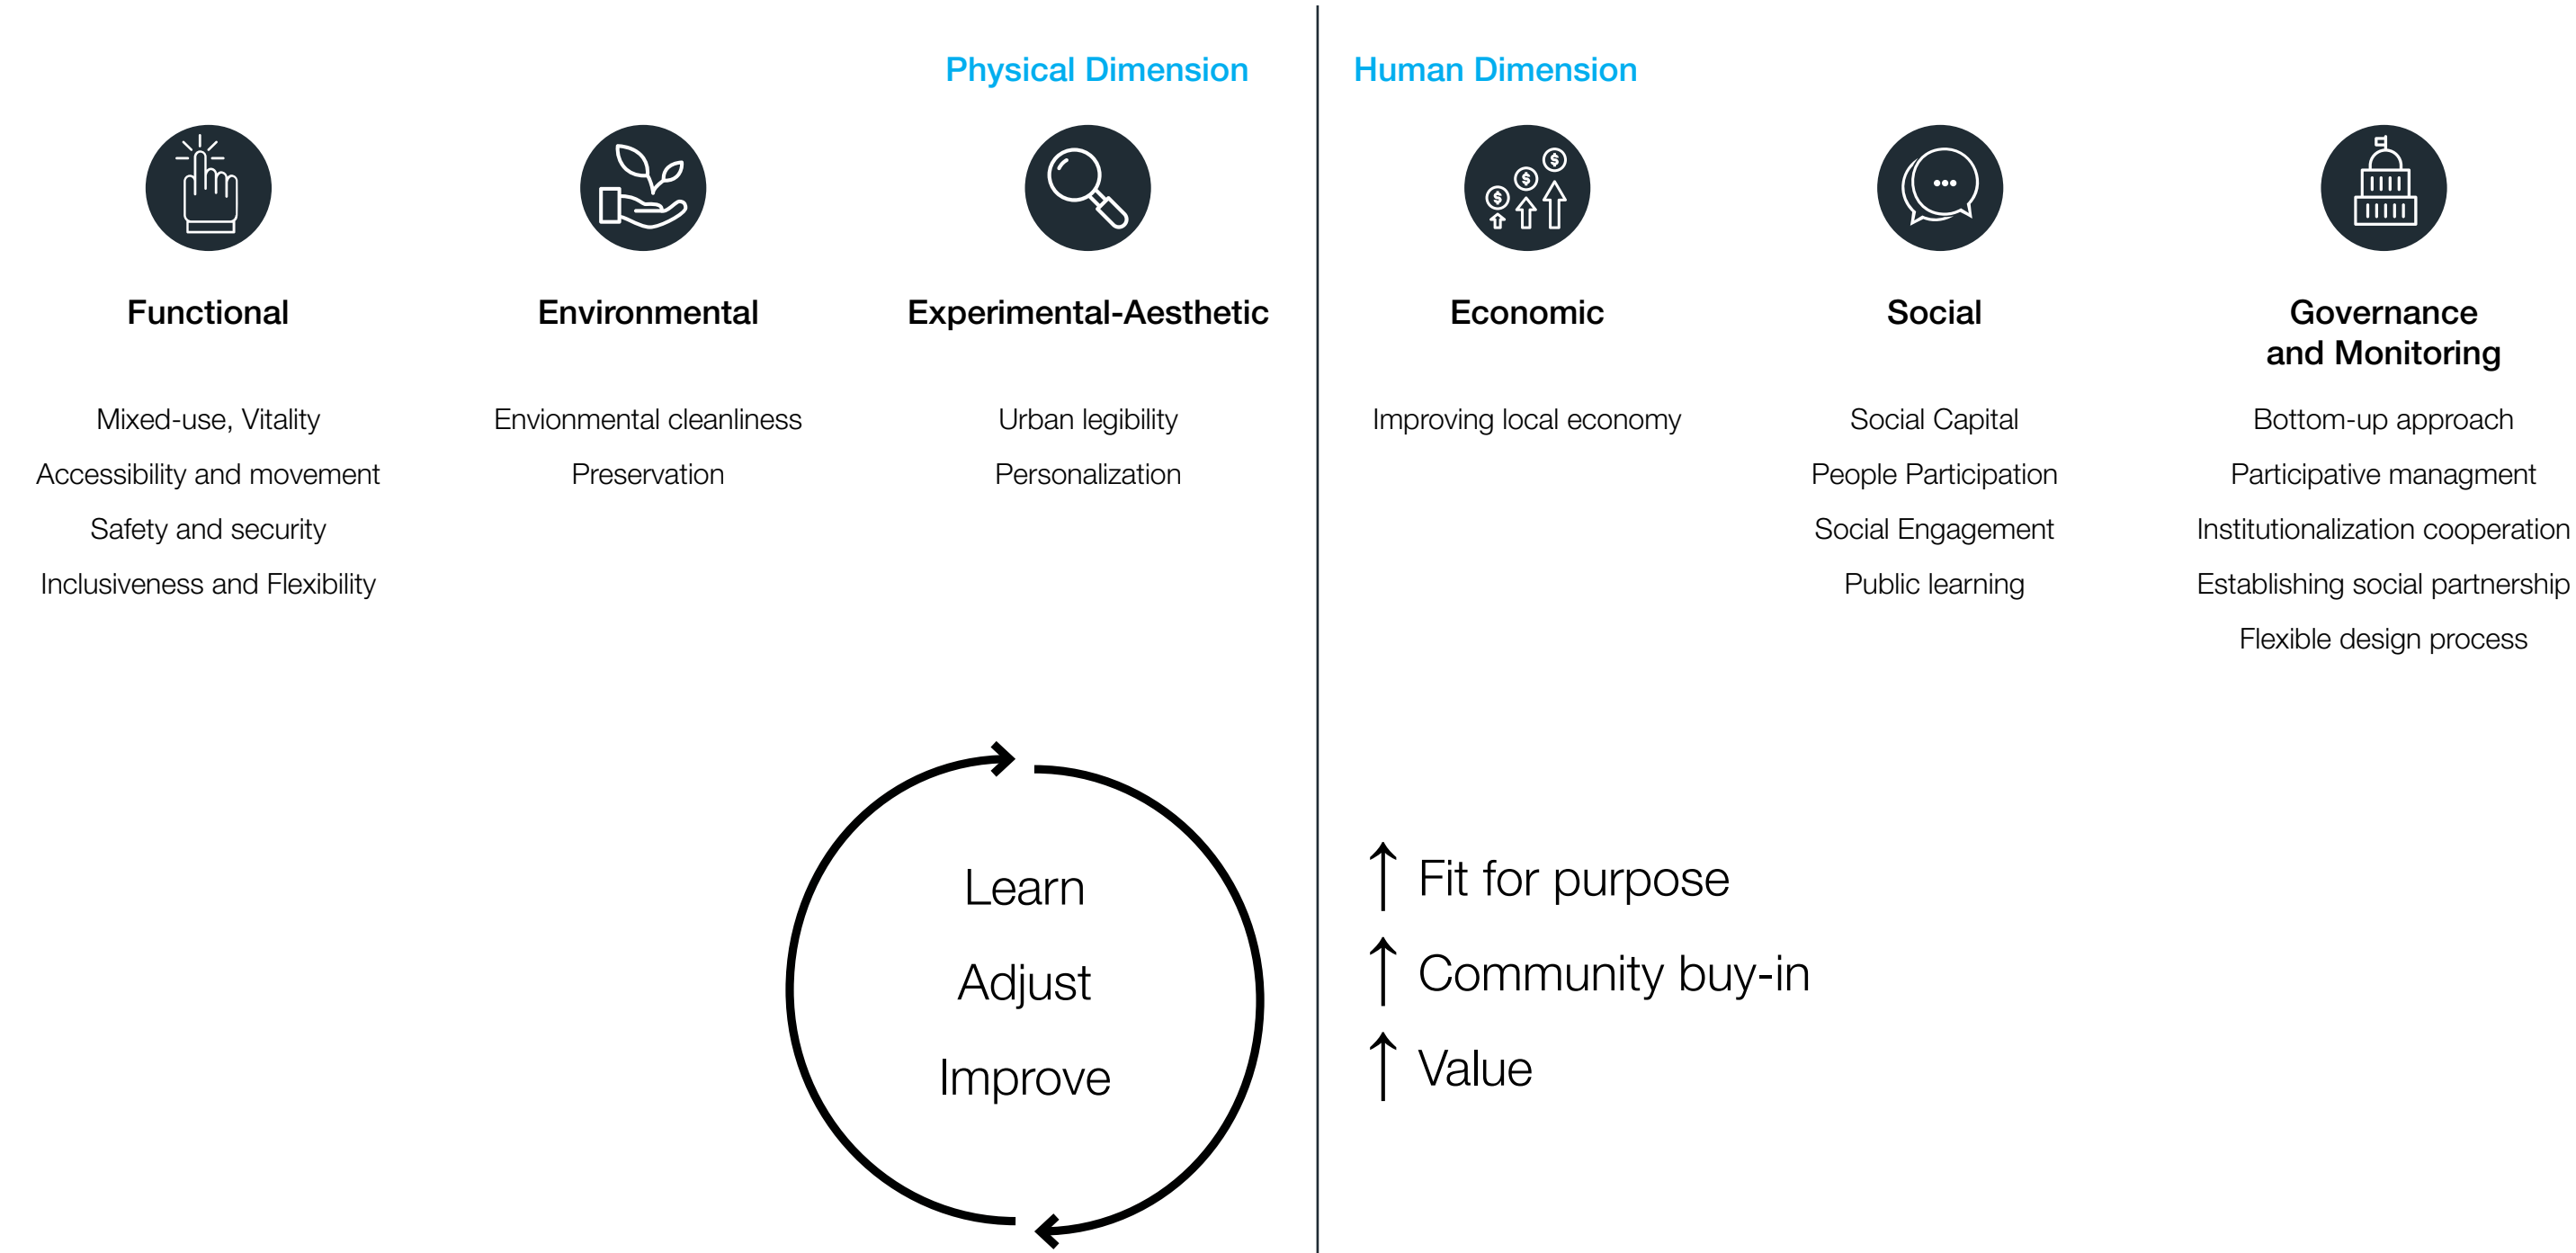 Physical Dimension
Human Dimension
Functional
Mixed-use, Vitality
Accessibility and movement
Safety and security
Inclusiveness and Flexibility
Environmental
Envionmental cleanliness
Preservation
Experimental-Aesthetic
Urban legibility
Personalization
Economic
Improving local economy
Social
Social Capital
People Participation
Social Engagement
Public learning
Governance
and Monitoring
Bottom-up approach
Participative managment
Institutionalization cooperation
Establishing social partnership
Flexible design process
Learn
Adjust
Improve
↑ Fit for purpose
↑ Community buy-in
↑ Value